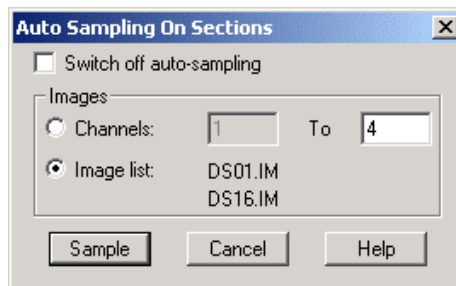 Auto Sampling On Sections
Switch off auto-sampling
Images
Channels: 1 To 4
Image list: DS01.IM
DS16.IM
Sample Cancel Help